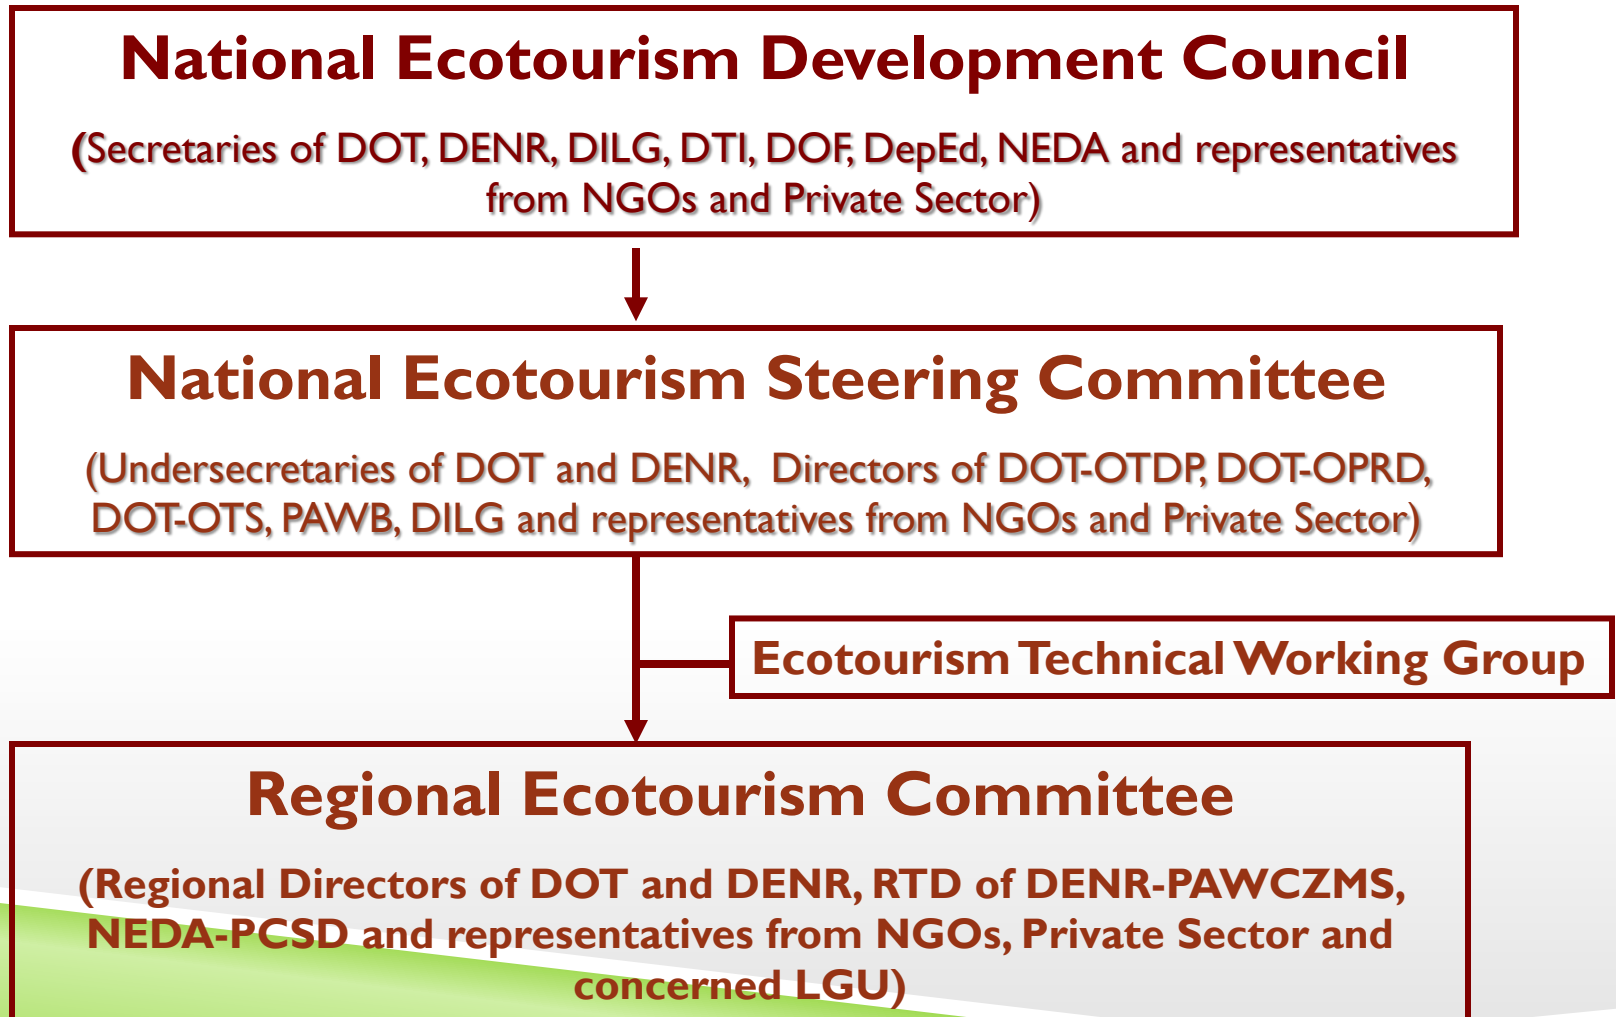 National Ecotourism Development Council
(Secretaries of DOT, DENR, DILG, DTI, DOF, DepEd, NEDA and representatives
from NGOs and Private Sector)
National Ecotourism Steering Committee
(Undersecretaries of DOT and DENR, Directors of DOT-OTDP, DOT-OPRD,
DOT-OTS, PAWB, DILG and representatives from NGOs and Private Sector)
Ecotourism Technical Working Group
Regional Ecotourism Committee
(Regional Directors of DOT and DENR, RTD of DENR-PAWCZMS,
NEDA-PCSD and representatives from NGOs, Private Sector and
concerned LGU)